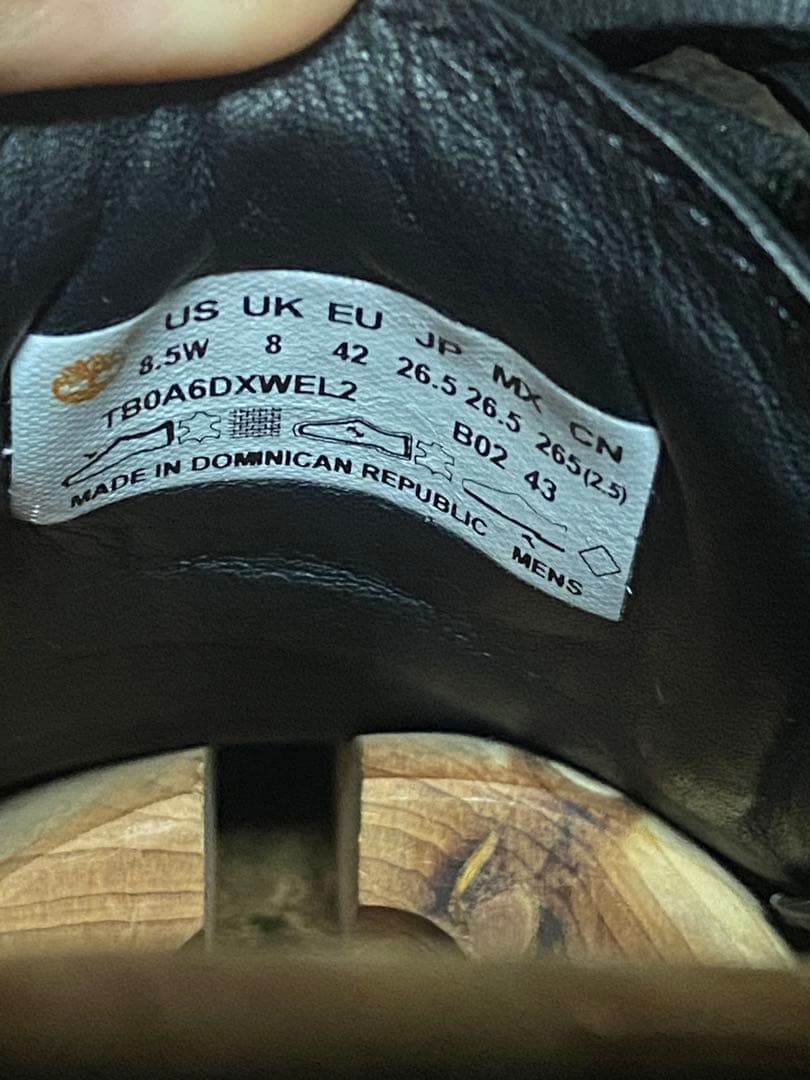 US UK EU JP MX CN
8.5W 8 42 26.5 26.5 265(2.5)
TB0A6DXWEL2 B02 43
MADE IN DOMINICAN REPUBLIC MENS